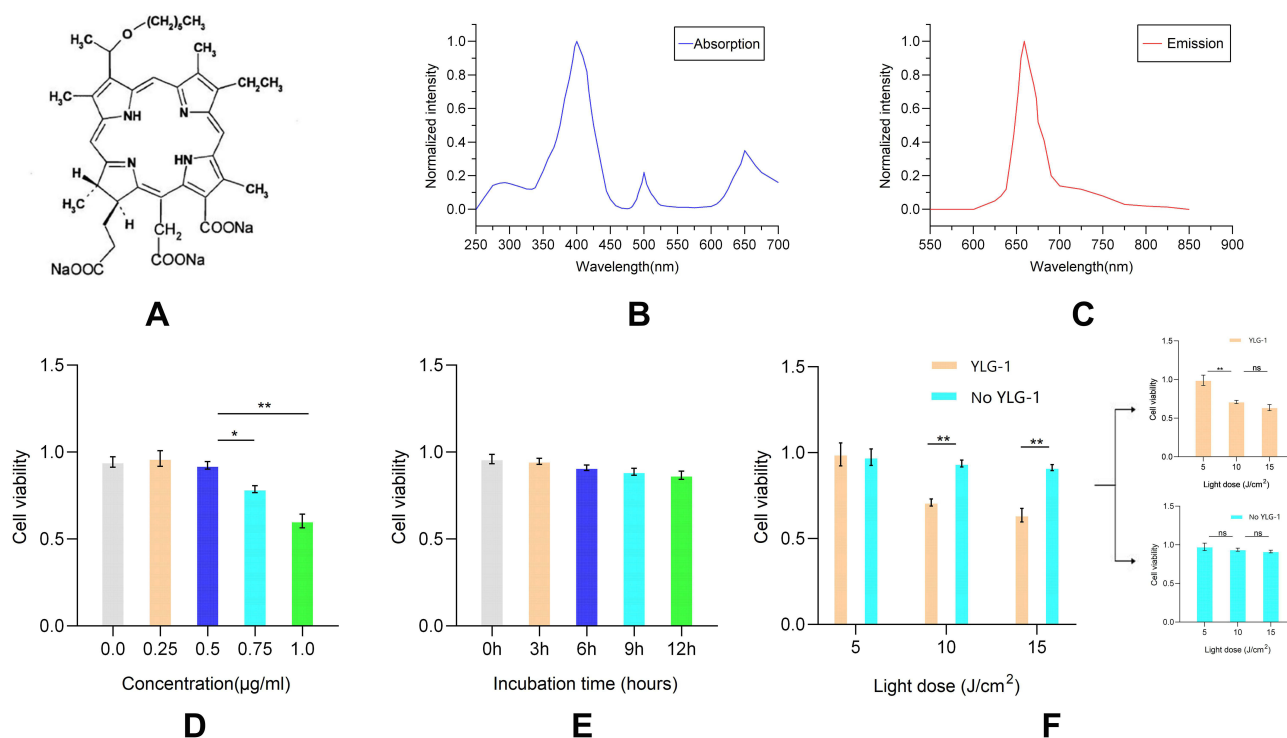 H₃C
O
(CH₂)₅CH₃
CH₃
H₃C
CH₂CH₃
NH
N
N
HN
H
H₃C
H
CH₃
CH₂
COONa
COONa
NaOOC
A
Absorption
Normalized intensity
1.0
0.8
0.6
0.4
0.2
0.0
250 300 350 400 450 500 550 600 650 700
Wavelength(nm)
B
Emission
Normalized intensity
1.0
0.8
0.6
0.4
0.2
0.0
550 600 650 700 750 800 850 900
Wavelength(nm)
C
Cell viability
1.5
1.0
0.5
0.0
**
*
0.0 0.25 0.5 0.75 1.0
Concentration(µg/ml)
D
Cell viability
1.5
1.0
0.5
0.0
0h 3h 6h 9h 12h
Incubation time (hours)
E
YLG-1
No YLG-1
Cell viability
1.5
1.0
0.5
0.0
** **
5 10 15
Light dose (J/cm²)
YLG-1
Cell viability
1.5
1.0
0.5
0.0
** ns
5 10 15
Light dose (J/cm²)
No YLG-1
Cell viability
1.5
1.0
0.5
0.0
ns ns
5 10 15
Light dose (J/cm²)
F